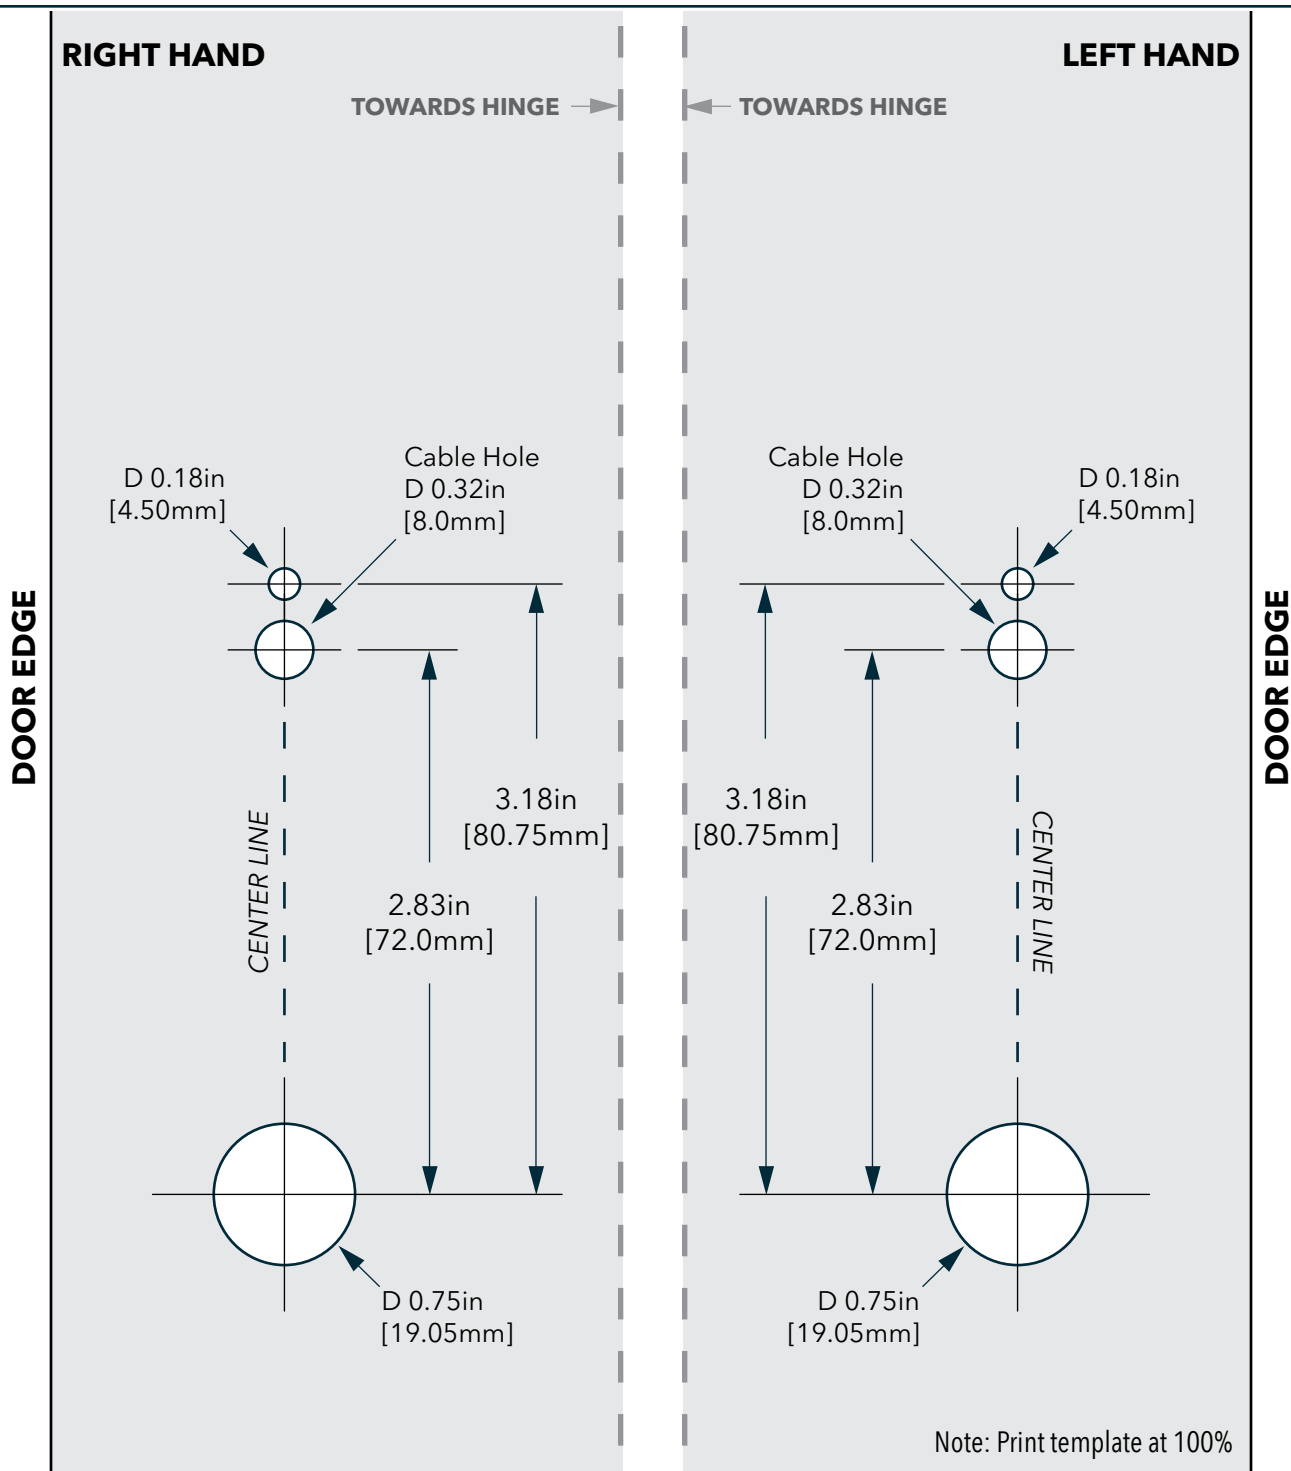 RIGHT HAND
LEFT HAND
TOWARDS HINGE
TOWARDS HINGE
D 0.18in
[4.50mm]
Cable Hole
D 0.32in
[8.0mm]
Cable Hole
D 0.32in
[8.0mm]
D 0.18in
[4.50mm]
DOOR EDGE
DOOR EDGE
3.18in
[80.75mm]
3.18in
[80.75mm]
CENTER LINE
2.83in
[72.0mm]
2.83in
[72.0mm]
CENTER LINE
D 0.75in
[19.05mm]
D 0.75in
[19.05mm]
Note: Print template at 100%